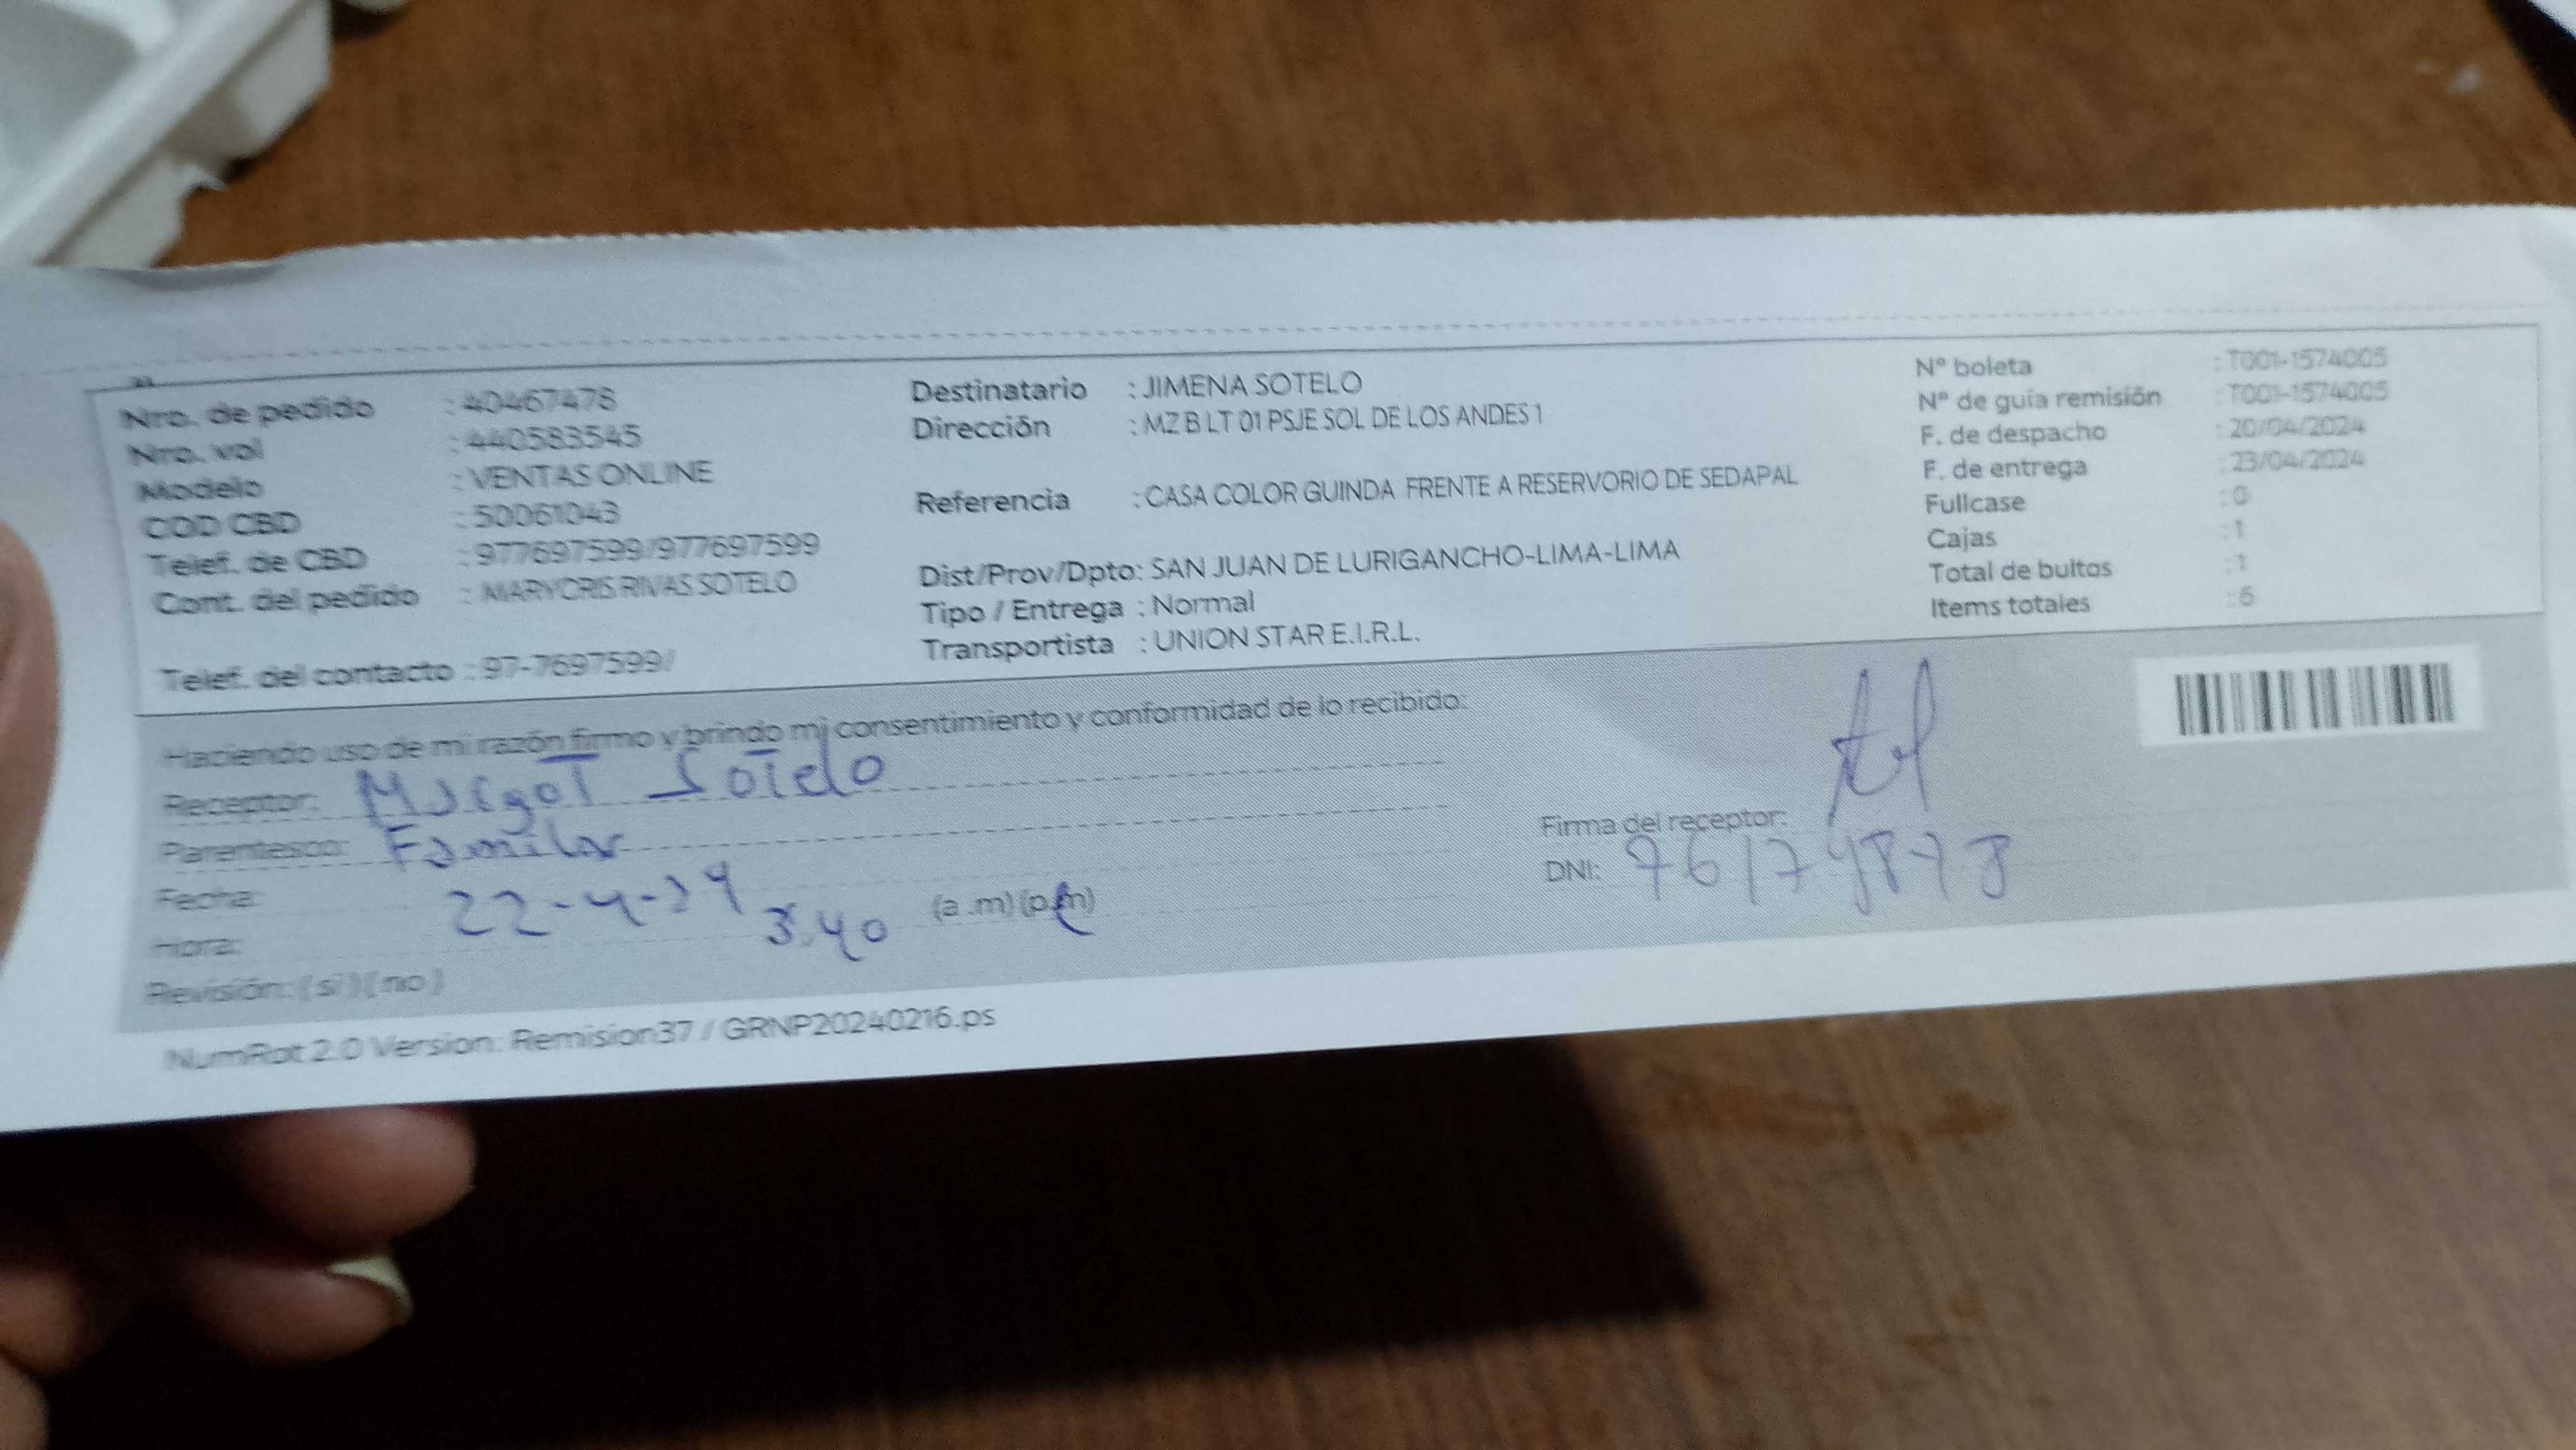 Nro. de pedido : 40467478
Nro. vol : 440583545
Modelo : VENTAS ONLINE
COD CBD : 50061043
Telef. de CBD : 977697599/977697599
Cont. del pedido : MARYCRIS RIVAS SOTELO
Telef. del contacto : 97-7697599/
Destinatario : JIMENA SOTELO
Dirección : MZ B LT 01 PSJE SOL DE LOS ANDES 1
Referencia : CASA COLOR GUINDA FRENTE A RESERVORIO DE SEDAPAL
Dist/Prov/Dpto: SAN JUAN DE LURIGANCHO-LIMA-LIMA
Tipo / Entrega : Normal
Transportista : UNION STAR E.I.R.L.
N° boleta : T001-1574005
N° de guía remisión : T001-1574005
F. de despacho : 20/04/2024
F. de entrega : 23/04/2024
Fullcase : 0
Cajas : 1
Total de bultos : 1
Items totales : 6
Haciendo uso de mi razón firmo y brindo mi consentimiento y conformidad de lo recibido:
Receptor: Margot Sotelo
Parentesco: Familar
Fecha: 22-4-24
Hora: 3:40 (a .m) (p.m)
Revisión: ( si ) ( no )
Firma del receptor:
DNI:
NumRot 2.0 Version: Remision37 / GRNP20240216.ps